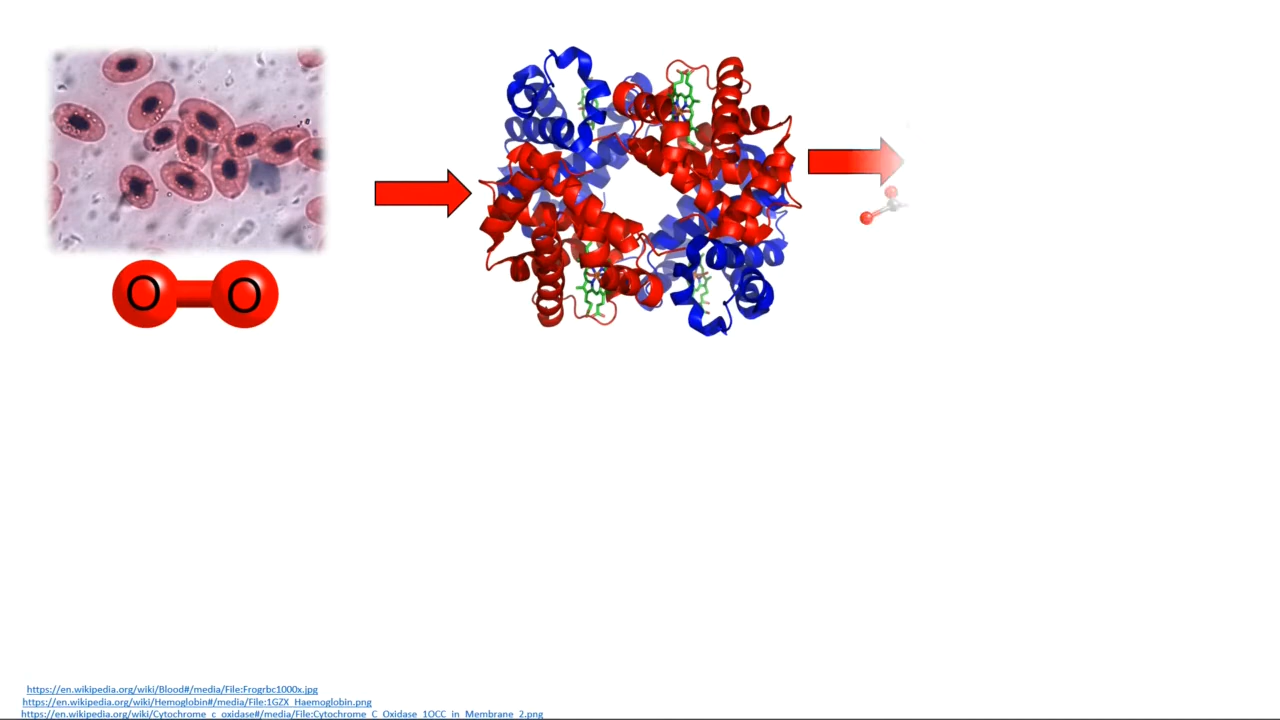 O O
https://en.wikipedia.org/wiki/Blood#/media/File:Frogrbc1000x.jpg
https://en.wikipedia.org/wiki/Hemoglobin#/media/File:1GZX_Haemoglobin.png
https://en.wikipedia.org/wiki/Cytochrome_c_oxidase#/media/File:Cytochrome_C_Oxidase_1OCC_in_Membrane_2.png